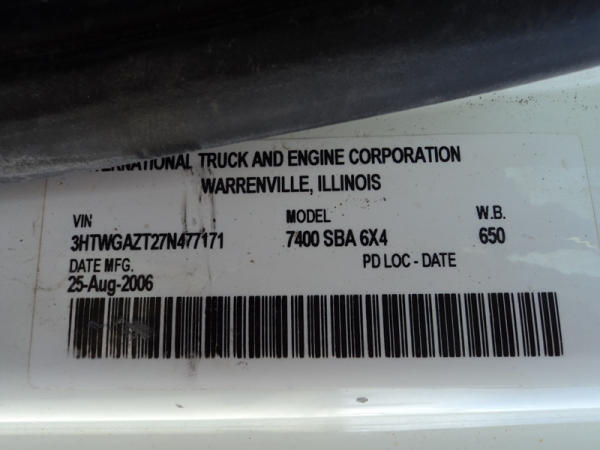 TRUCK AND ENGINE CORPORATION
WARRENVILLE, ILLINOIS
VIN MODEL W.B.
3HTWGAZT27N477171 7400 SBA 6X4 650
DATE MFG. PD LOC - DATE
25-Aug-2006